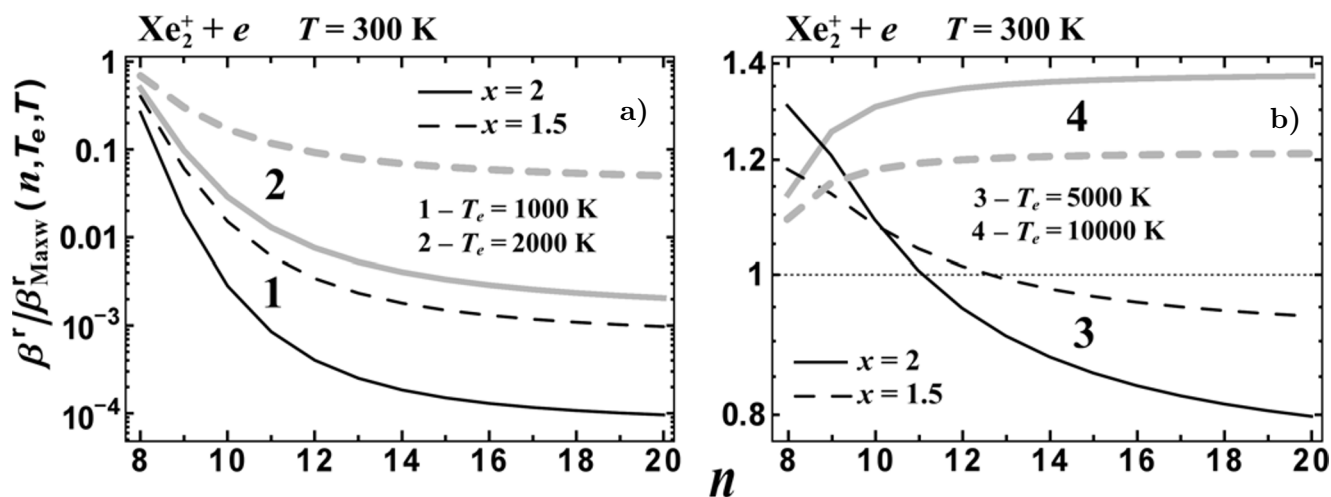 Xe₂⁺ + e T = 300 K
βʳ/βʳMaxw (n, Tₑ, T)
1
0.1
0.01
10⁻³
10⁻⁴
a)
x = 2
x = 1.5
2
1 – Tₑ = 1000 K
2 – Tₑ = 2000 K
1
8 10 12 14 16 18 20
n
Xe₂⁺ + e T = 300 K
1.4
1.2
1
0.8
b)
4
3 – Tₑ = 5000 K
4 – Tₑ = 10000 K
3
x = 2
x = 1.5
8 10 12 14 16 18 20